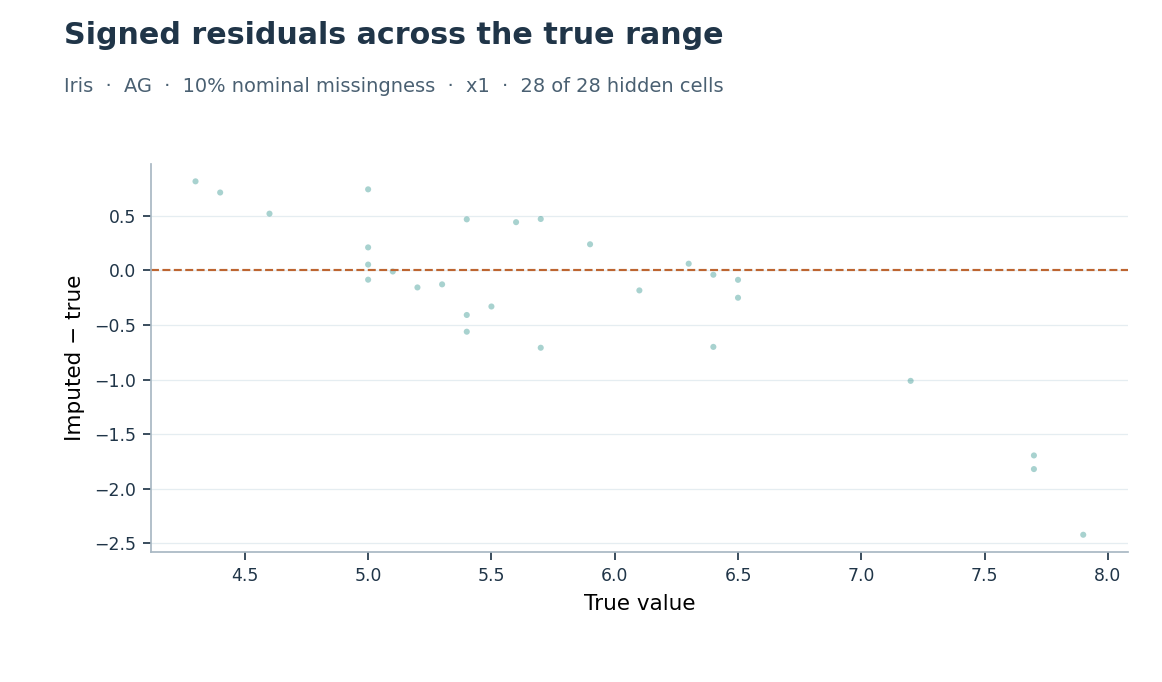 Signed residuals across the true range
Iris · AG · 10% nominal missingness · x1 · 28 of 28 hidden cells
Imputed − true
0.5
0.0
−0.5
−1.0
−1.5
−2.0
−2.5
4.5 5.0 5.5 6.0 6.5 7.0 7.5 8.0
True value